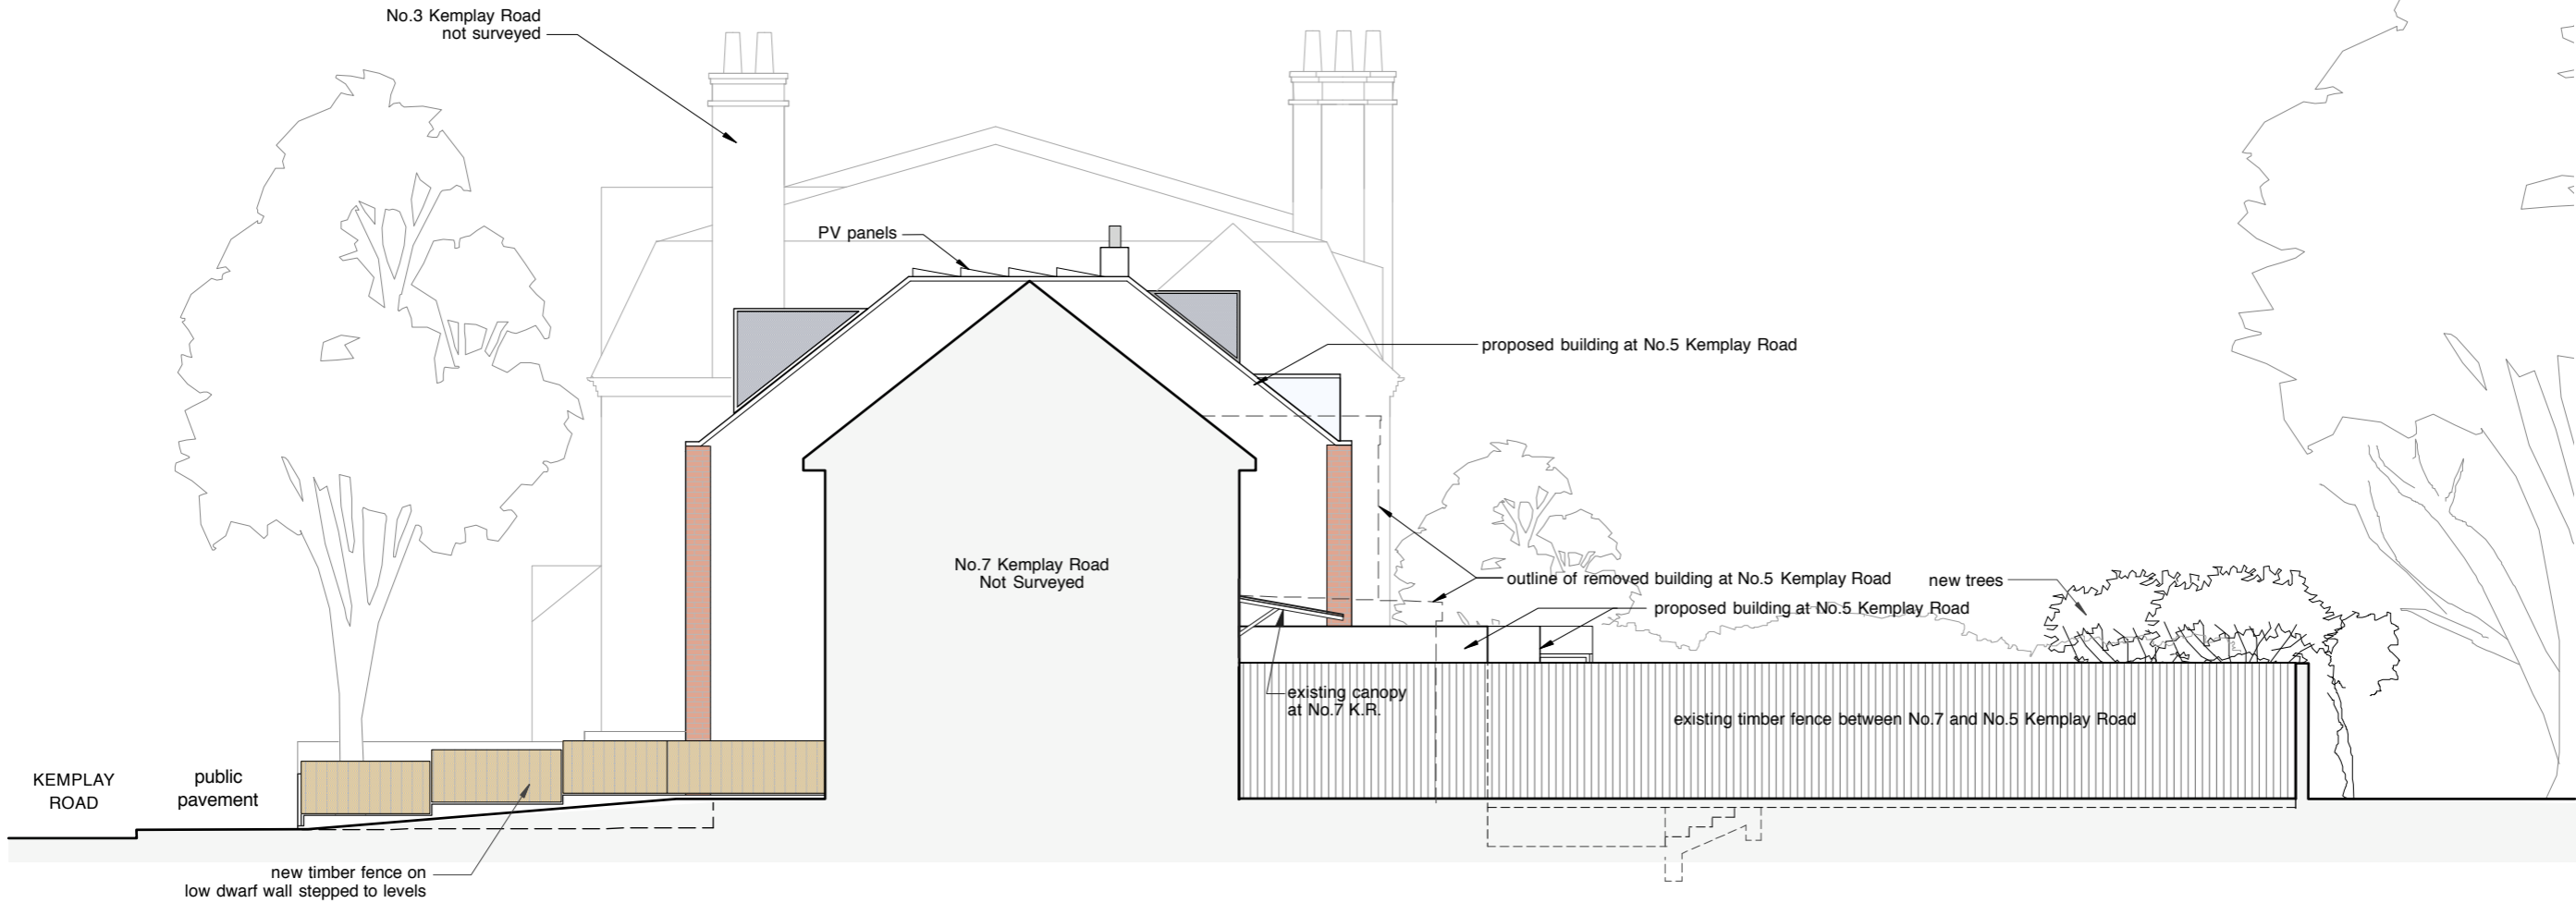 No.3 Kemplay Road
not surveyed
PV panels
proposed building at No.5 Kemplay Road
No.7 Kemplay Road
Not Surveyed
outline of removed building at No.5 Kemplay Road
new trees
proposed building at No.5 Kemplay Road
existing canopy
at No.7 K.R.
existing timber fence between No.7 and No.5 Kemplay Road
KEMPLAY
ROAD
public
pavement
new timber fence on
low dwarf wall stepped to levels